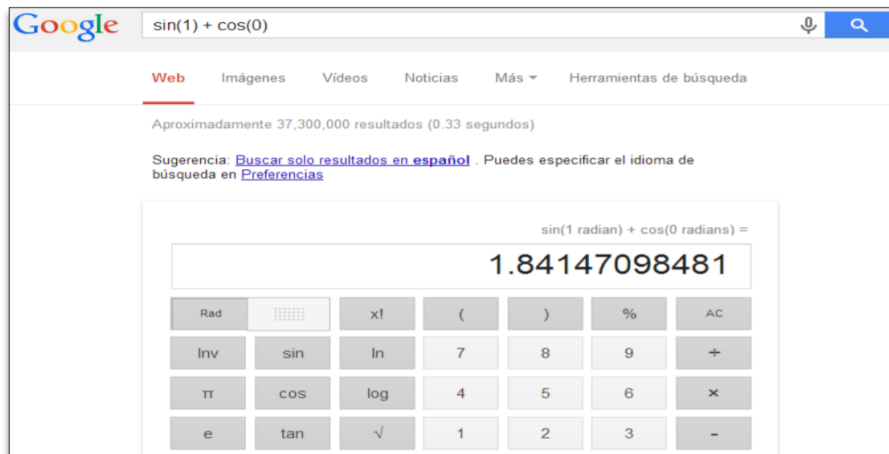 Google sin(1) + cos(0)
Web Imágenes Vídeos Noticias Más Herramientas de búsqueda
Aproximadamente 37,300,000 resultados (0.33 segundos)
Sugerencia: Buscar solo resultados en español . Puedes especificar el idioma de
búsqueda en Preferencias
sin(1 radian) + cos(0 radians) =
1.84147098481
Rad x! ( ) % AC
Inv sin ln 7 8 9 ÷
π cos log 4 5 6 ×
e tan √ 1 2 3 -